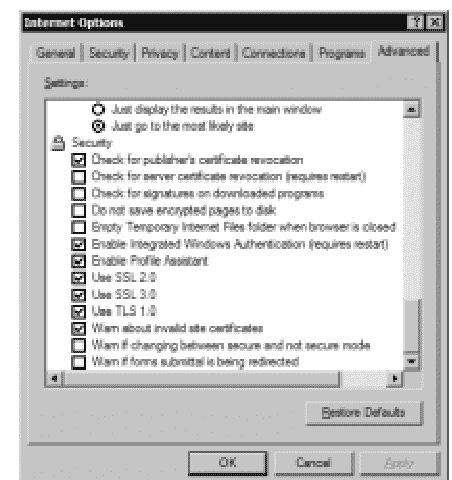 Internet Options
General Security Privacy Content Connections Programs Advanced
Settings:
Just display the results in the main window
Just go to the most likely site
Security
Check for publisher's certificate revocation
Check for server certificate revocation (requires restart)
Check for signatures on downloaded programs
Do not save encrypted pages to disk
Empty Temporary Internet Files folder when browser is closed
Enable Integrated Windows Authentication (requires restart)
Enable Profile Assistant
Use SSL 2.0
Use SSL 3.0
Use TLS 1.0
Warn about invalid site certificates
Warn if changing between secure and not secure mode
Warn if forms submittal is being redirected
Restore Defaults
OK Cancel Apply